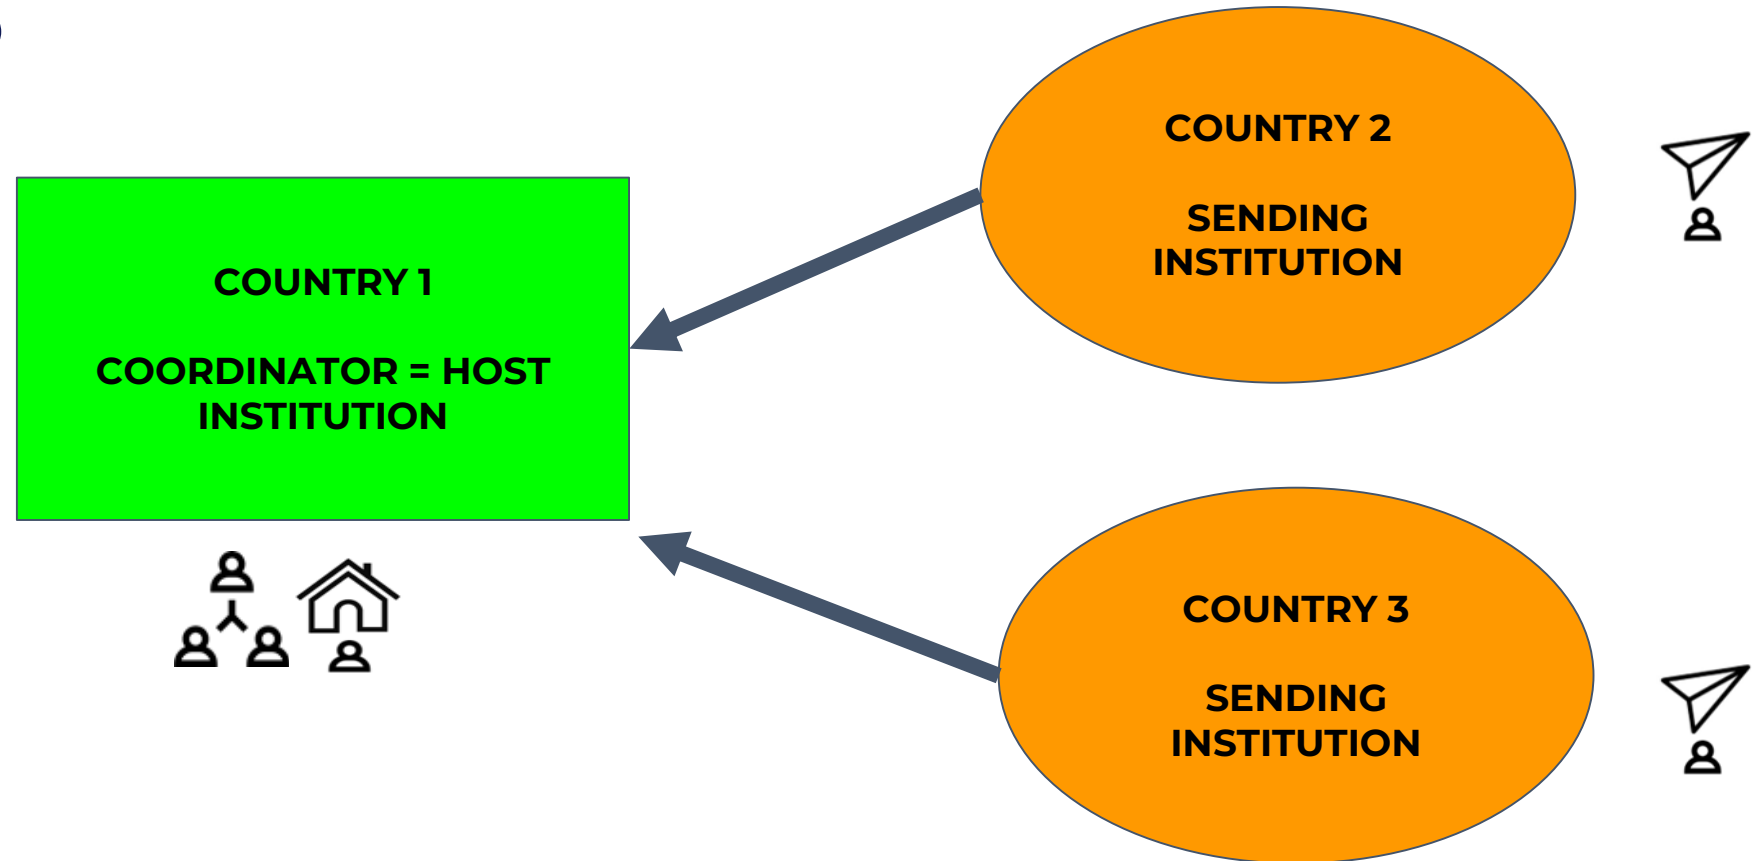 COUNTRY 1
COORDINATOR = HOST
INSTITUTION
COUNTRY 2
SENDING
INSTITUTION
COUNTRY 3
SENDING
INSTITUTION